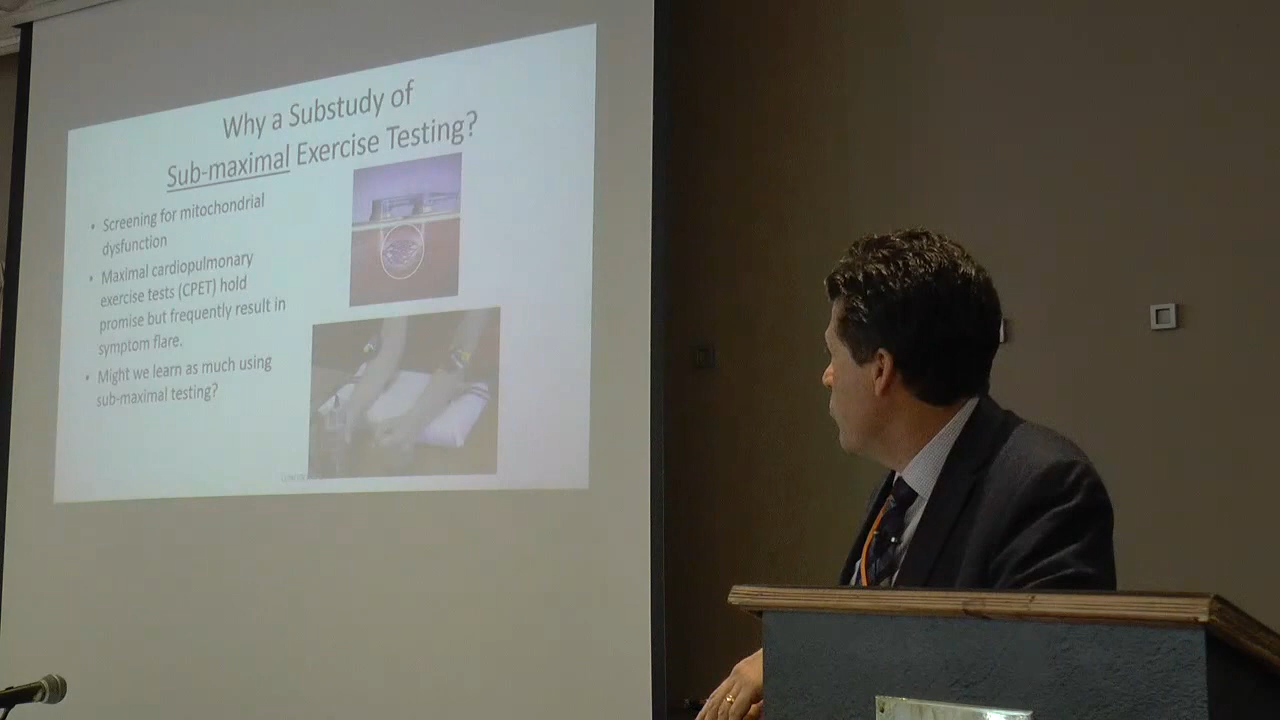 Why a Substudy of
Sub-maximal Exercise Testing?
• Screening for mitochondrial
dysfunction
• Maximal cardiopulmonary
exercise tests (CPET) hold
promise but frequently result in
symptom flare.
• Might we learn as much using
sub-maximal testing?